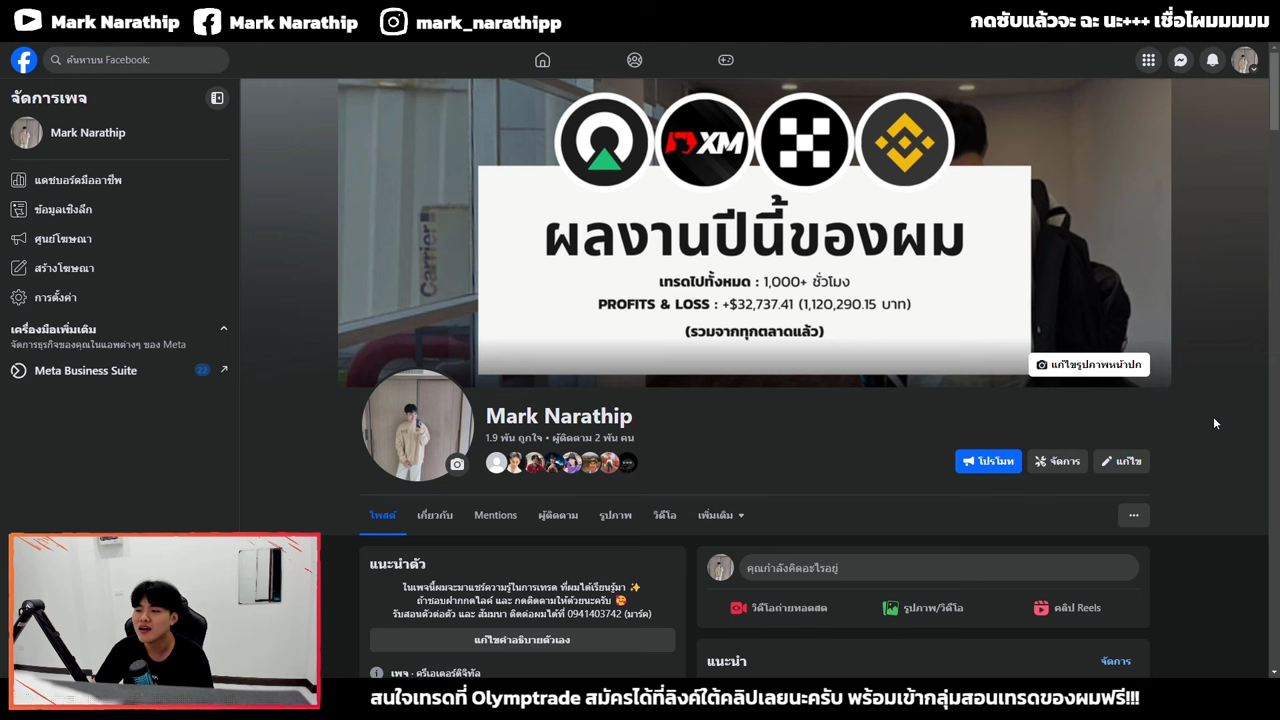 Mark Narathip
Mark Narathip
mark_narathipp
กดซับแล้วจะ ฉะ นะ+++ เชื่อโผมมมมม
ค้นหาบน Facebook:
จัดการเพจ
Mark Narathip
แดชบอร์ดมืออาชีพ
ข้อมูลเชิงลึก
ศูนย์โฆษณา
สร้างโฆษณา
การตั้งค่า
เครื่องมือเพิ่มเติม
จัดการธุรกิจของคุณในแอพต่างๆ ของ Meta
Meta Business Suite
22
Carrier
XM
ผลงานปีนี้ของผม
เทรดไปทั้งหมด : 1,000+ ชั่วโมง
PROFITS & LOSS : +$32,737.41 (1,120,290.15 บาท)
(รวมจากทุกตลาดแล้ว)
แก้ไขรูปภาพหน้าปก
Mark Narathip
1.9 พัน ถูกใจ • ผู้ติดตาม 2 พัน คน
โปรโมท
จัดการ
แก้ไข
โพสต์
เกี่ยวกับ
Mentions
ผู้ติดตาม
รูปภาพ
วิดีโอ
เพิ่มเติม
แนะนำตัว
ในเพจนี้ผมจะมาแชร์ความรู้ในการเทรด ที่ผมได้เรียนรู้มา ✨
ถ้าชอบฝากกดไลค์ และ กดติดตามให้ด้วยนะครับ 🥰
รับสอนตัวต่อตัว และ สัมมนา ติดต่อผมได้ที่ 0941403742 (มาร์ค)
แก้ไขคำอธิบายตัวเอง
เพจ · ครีเอเตอร์ดิจิทัล
คุณกำลังคิดอะไรอยู่
วิดีโอถ่ายทอดสด
รูปภาพ/วิดีโอ
คลิป Reels
แนะนำ
จัดการ
สนใจเทรดที่ Olymptrade สมัครได้ที่ลิงค์ใต้คลิปเลยนะครับ พร้อมเข้ากลุ่มสอนเทรดของผมฟรี!!!